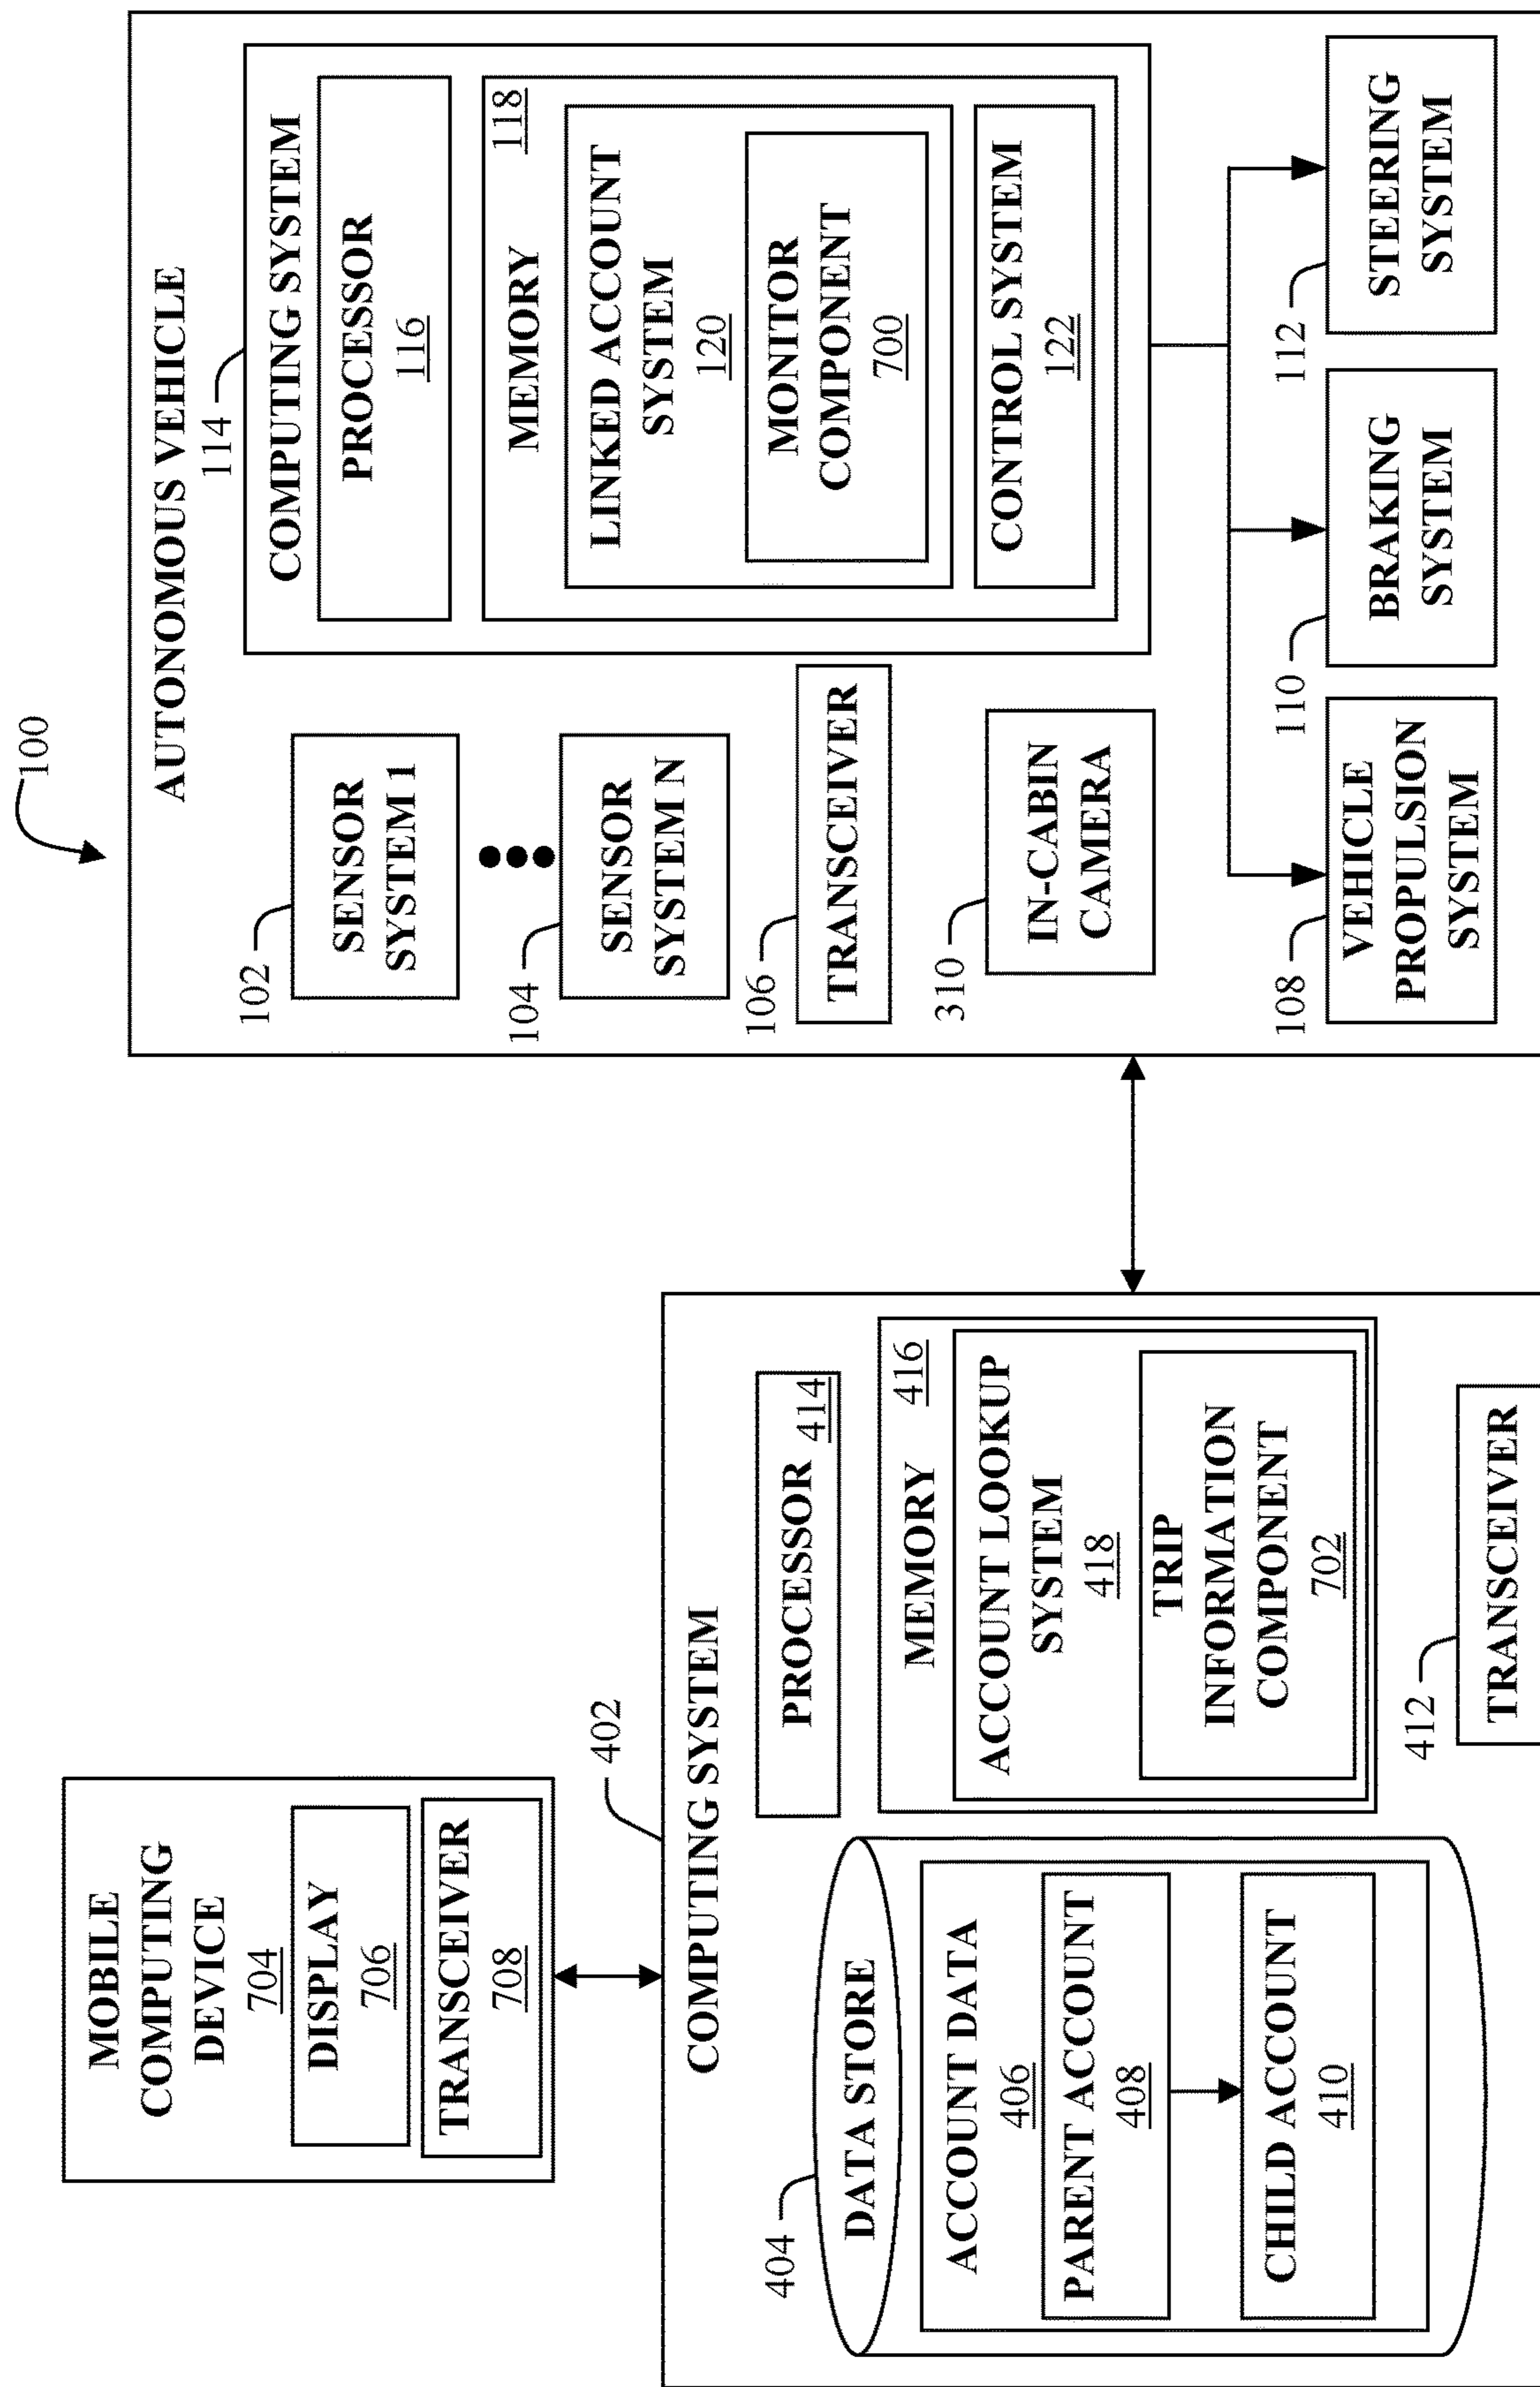 MOBILE
COMPUTING
DEVICE
704
DISPLAY
706
TRANSCEIVER
708
402
COMPUTING SYSTEM
404
DATA STORE
ACCOUNT DATA
406
PARENT ACCOUNT
408
CHILD ACCOUNT
410
PROCESSOR
414
MEMORY
416
ACCOUNT LOOKUP
SYSTEM
418
TRIP
INFORMATION
COMPONENT
702
412
TRANSCEIVER
100
AUTONOMOUS VEHICLE
102
SENSOR
SYSTEM 1
104
SENSOR
SYSTEM N
106
TRANSCEIVER
310
IN-CABIN
CAMERA
114
COMPUTING SYSTEM
PROCESSOR
116
MEMORY
118
LINKED ACCOUNT
SYSTEM
120
MONITOR
COMPONENT
700
CONTROL SYSTEM
122
108
VEHICLE
PROPULSION
SYSTEM
110
BRAKING
SYSTEM
112
STEERING
SYSTEM